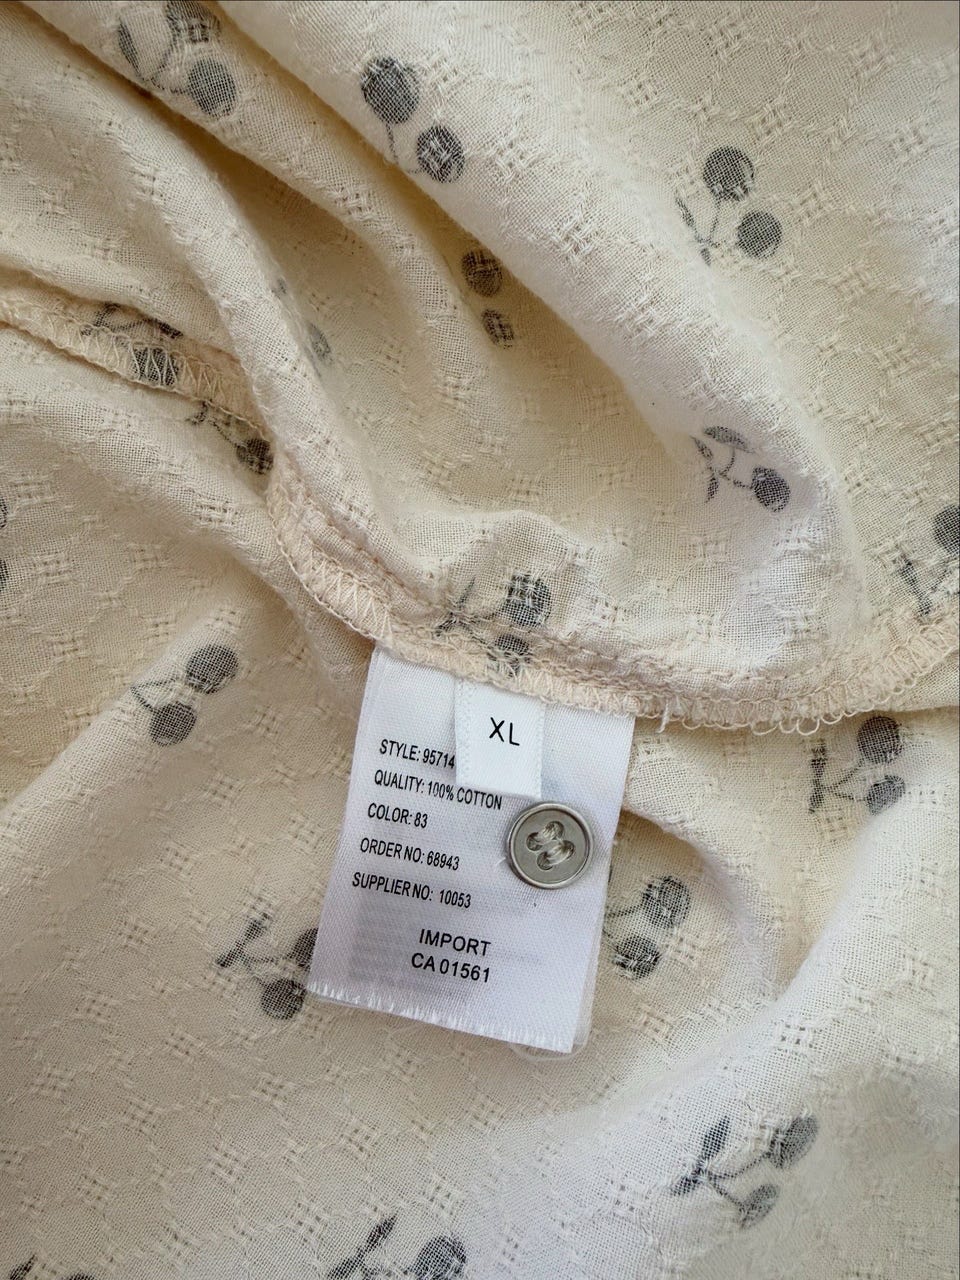 XL
STYLE: 95714
QUALITY: 100% COTTON
COLOR: 83
ORDER NO: 68943
SUPPLIER NO: 10053
IMPORT
CA 01561